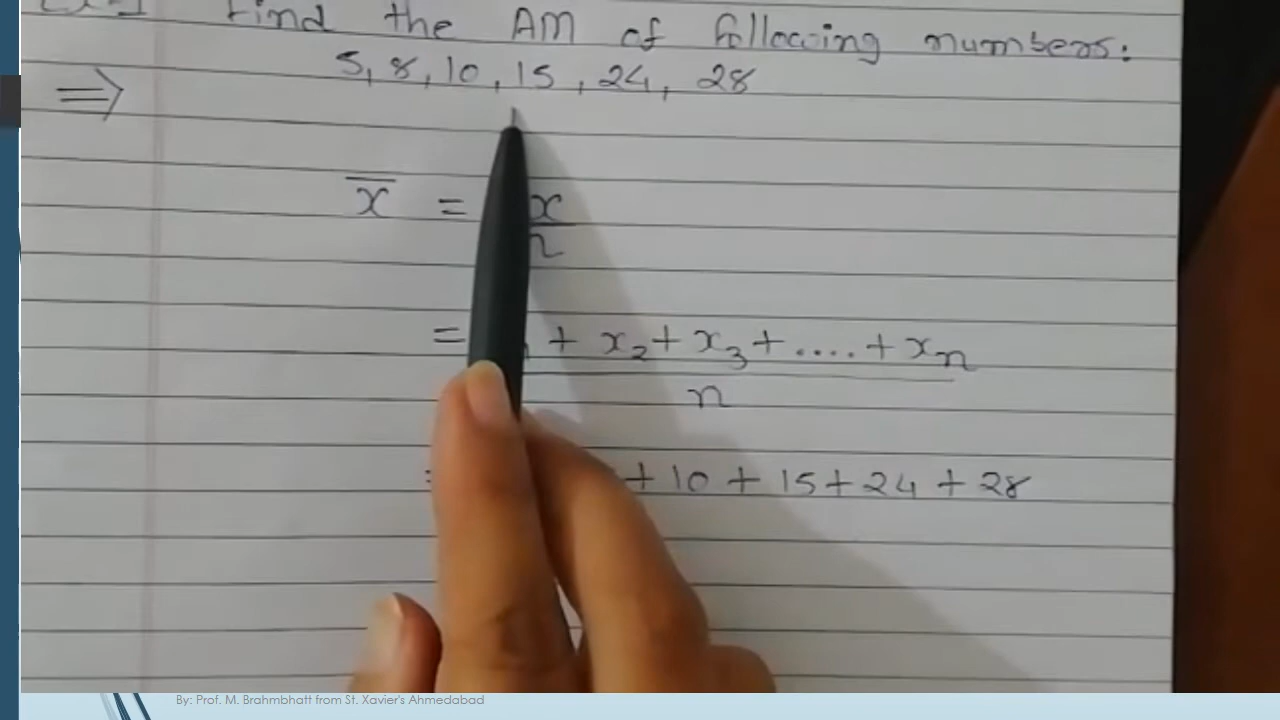 Find the AM of following numbers:
5, 8, 10, 15, 24, 28
⇒
x̄ = x
n
= + x₂ + x₃ + .... + xₙ
n
+ 10 + 15 + 24 + 28
By: Prof. M. Brahmbhatt from St. Xavier's Ahmedabad